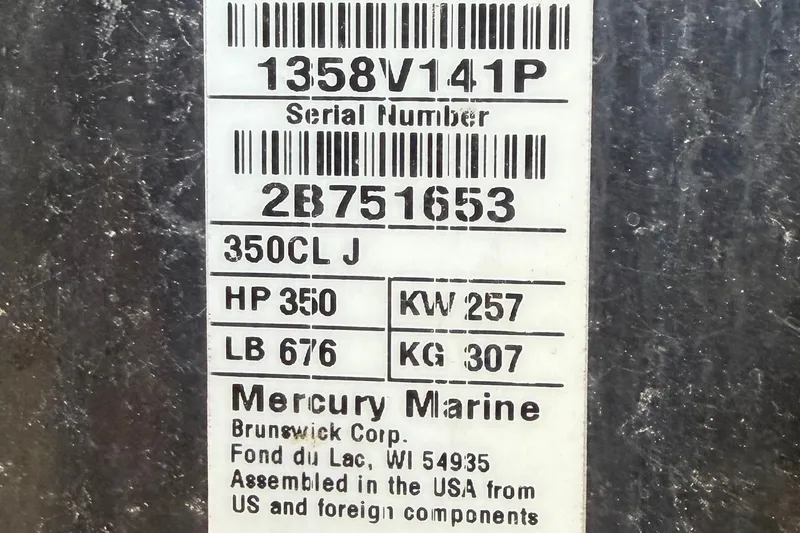 1358V141P
Serial Number
2B751653
350CL J
HP 350 KW 257
LB 676 KG 307
Mercury Marine
Brunswick Corp.
Fond du Lac, WI 54935
Assembled in the USA from
US and foreign components